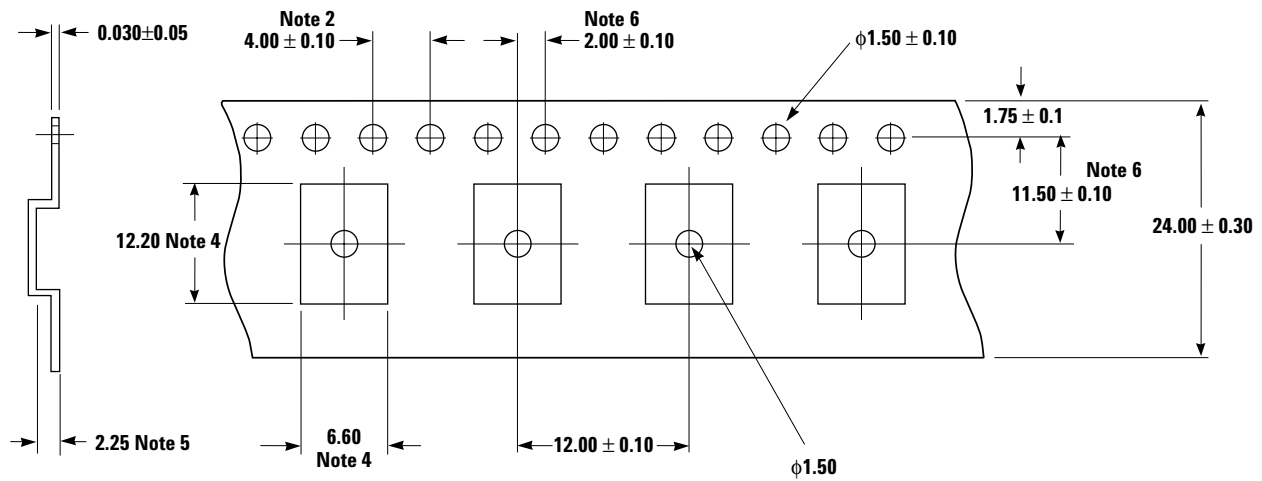 0.030±0.05
Note 2
4.00 ± 0.10
Note 6
2.00 ± 0.10
ϕ1.50 ± 0.10
1.75 ± 0.1
Note 6
11.50 ± 0.10
24.00 ± 0.30
12.20 Note 4
2.25 Note 5
6.60
Note 4
12.00 ± 0.10
ϕ1.50